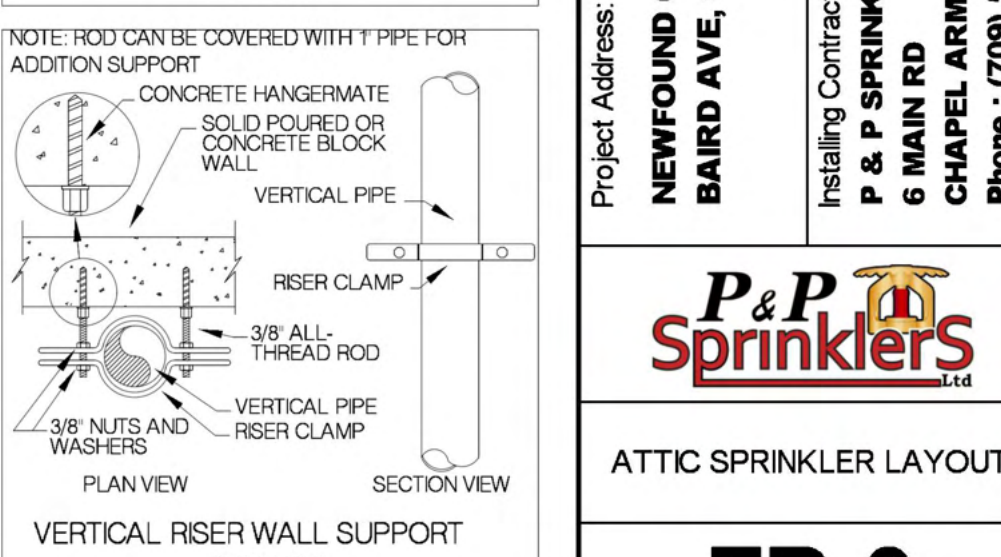 NOTE: ROD CAN BE COVERED WITH 1" PIPE FOR
ADDITION SUPPORT
CONCRETE HANGERMATE
SOLID POURED OR
CONCRETE BLOCK
WALL
VERTICAL PIPE
RISER CLAMP
3/8" ALL-
THREAD ROD
VERTICAL PIPE
RISER CLAMP
3/8" NUTS AND
WASHERS
PLAN VIEW
SECTION VIEW
VERTICAL RISER WALL SUPPORT
Project Address:
NEWFOUND
BAIRD AVE,
Installing Contract
P & P SPRINK
6 MAIN RD
CHAPEL ARM
Phone : (709)
P & P
Sprinklers
Ltd
ATTIC SPRINKLER LAYOUT